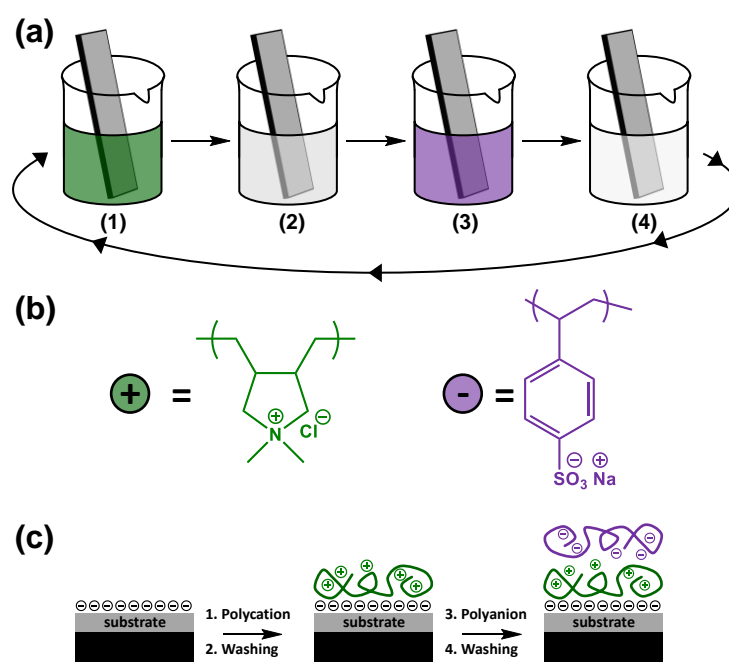 (a)
(1) (2) (3) (4)
(b)
+ = N + Cl −
- = SO3 Na − +
(c)
+ + + + − − − −
+ + + +
− − − − − − − − − 1. Polycation − − − − − − − − − 3. Polyanion − − − − − − − − −
substrate 2. Washing substrate 4. Washing substrate